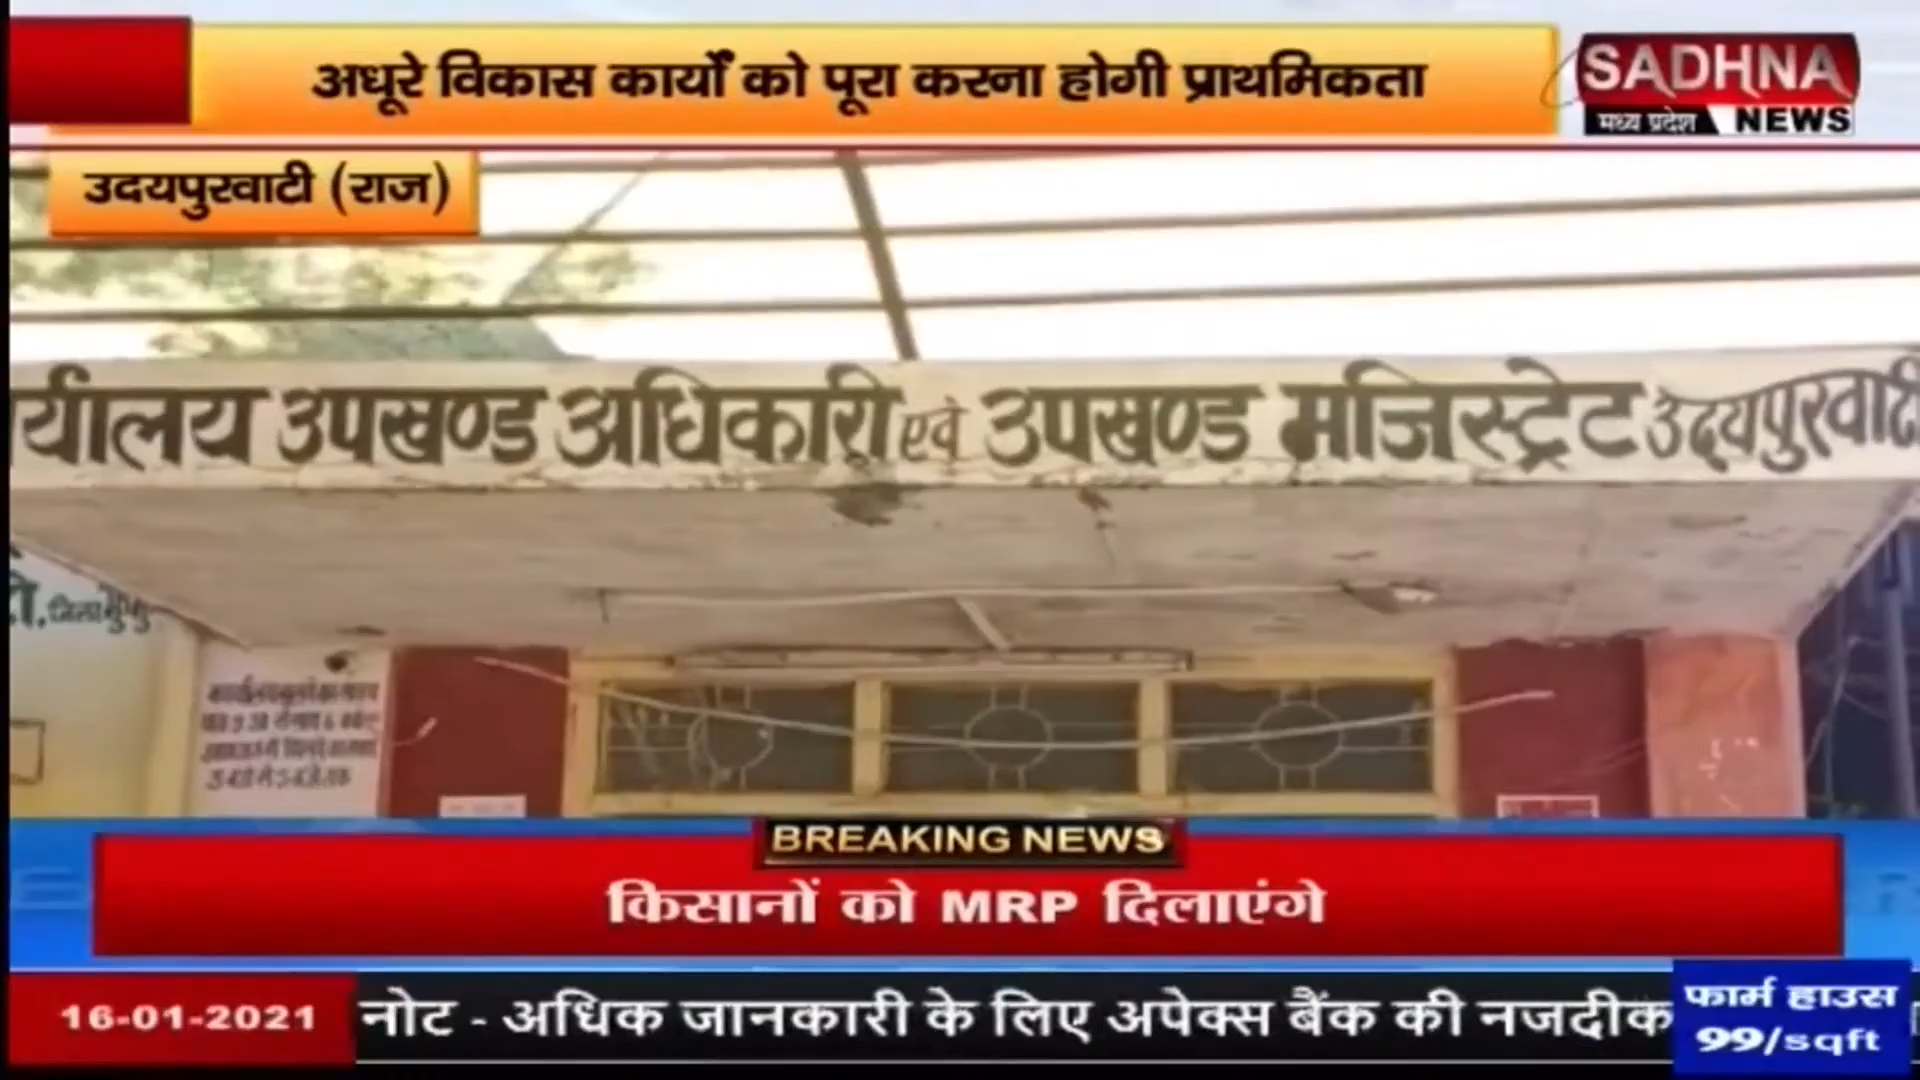 अधूरे विकास कार्यों को पूरा करना होगी प्राथमिकता
SADHNA
मध्य प्रदेश NEWS
उदयपुरवाटी (राज)
र्यालय उपखण्ड अधिकारी एवं उपखण्ड मजिस्ट्रेट उदयपुरवाटी
BREAKING NEWS
किसानों को MRP दिलाएंगे
16-01-2021
नोट - अधिक जानकारी के लिए अपेक्स बैंक की नजदीक
फार्म हाउस
99/sqft